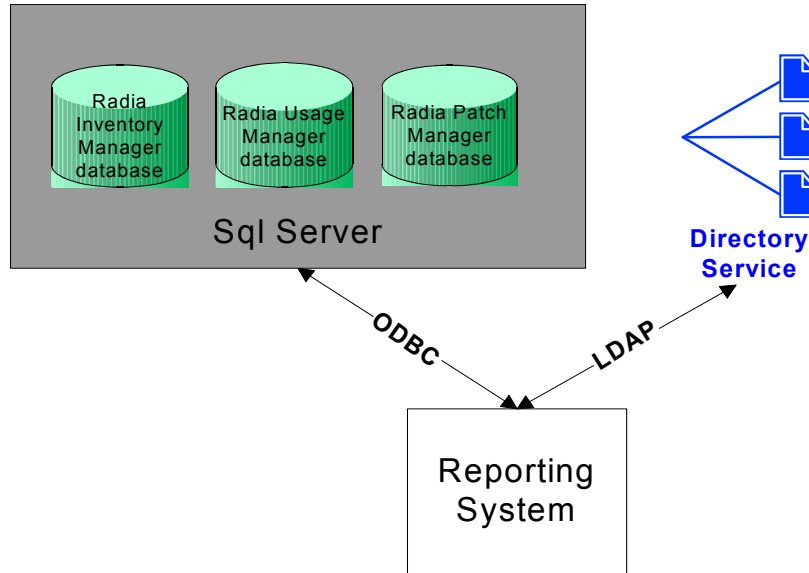 Radia
Inventory
Manager
database
Radia Usage
Manager
database
Radia Patch
Manager
database
Sql Server
Directory
Service
ODBC
LDAP
Reporting
System